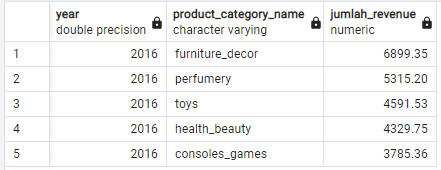 year product_category_name jumlah_revenue
double precision character varying numeric
1 2016 furniture_decor 6899.35
2 2016 perfumery 5315.20
3 2016 toys 4591.53
4 2016 health_beauty 4329.75
5 2016 consoles_games 3785.36